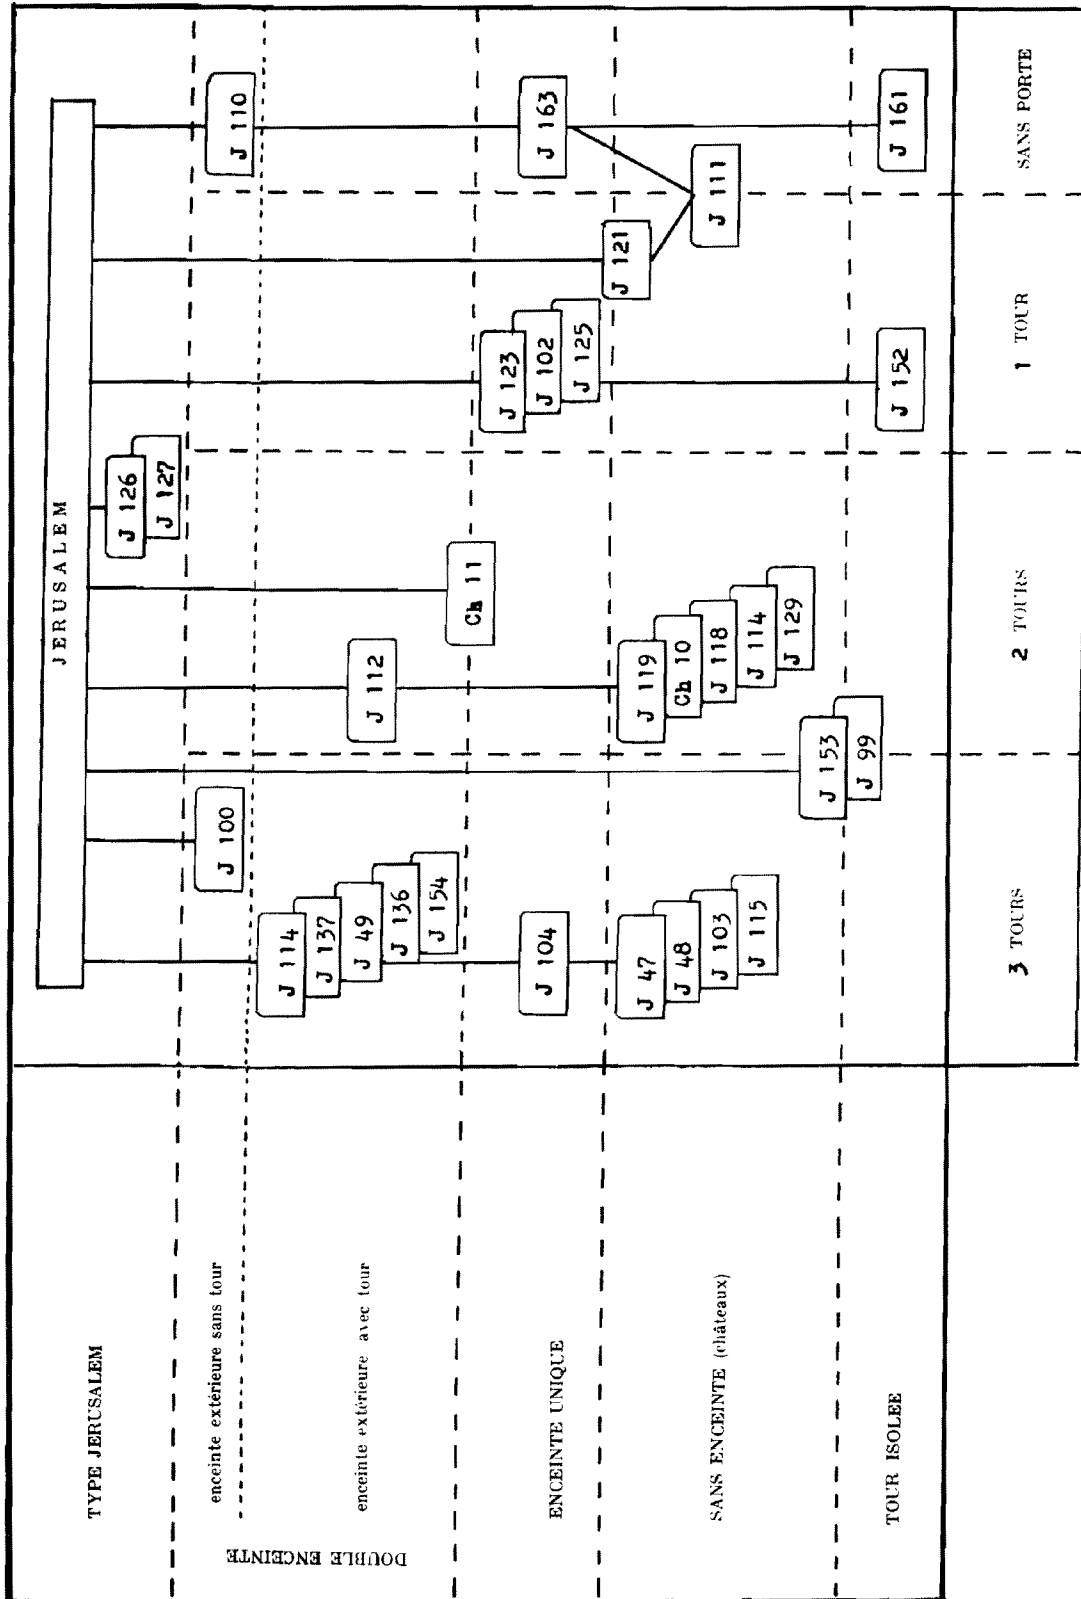 JERUSALEM
TYPE JERUSALEM
J 126
J 127
DOUBLE ENCEINTE
enceinte extérieure sans tour
J 100
J 110
enceinte extérieure avec tour
J 114
J 137
J 49
J 136
J 154
J 112
Ch 11
ENCEINTE UNIQUE
J 104
J 123
J 102
J 125
J 163
SANS ENCEINTE (châteaux)
J 47
J 48
J 103
J 115
J 119
Ch 10
J 118
J 114
J 129
J 121
J 111
TOUR ISOLEE
J 153
J 99
J 152
J 161
3 TOURS
2 TOURS
1 TOUR
SANS PORTE